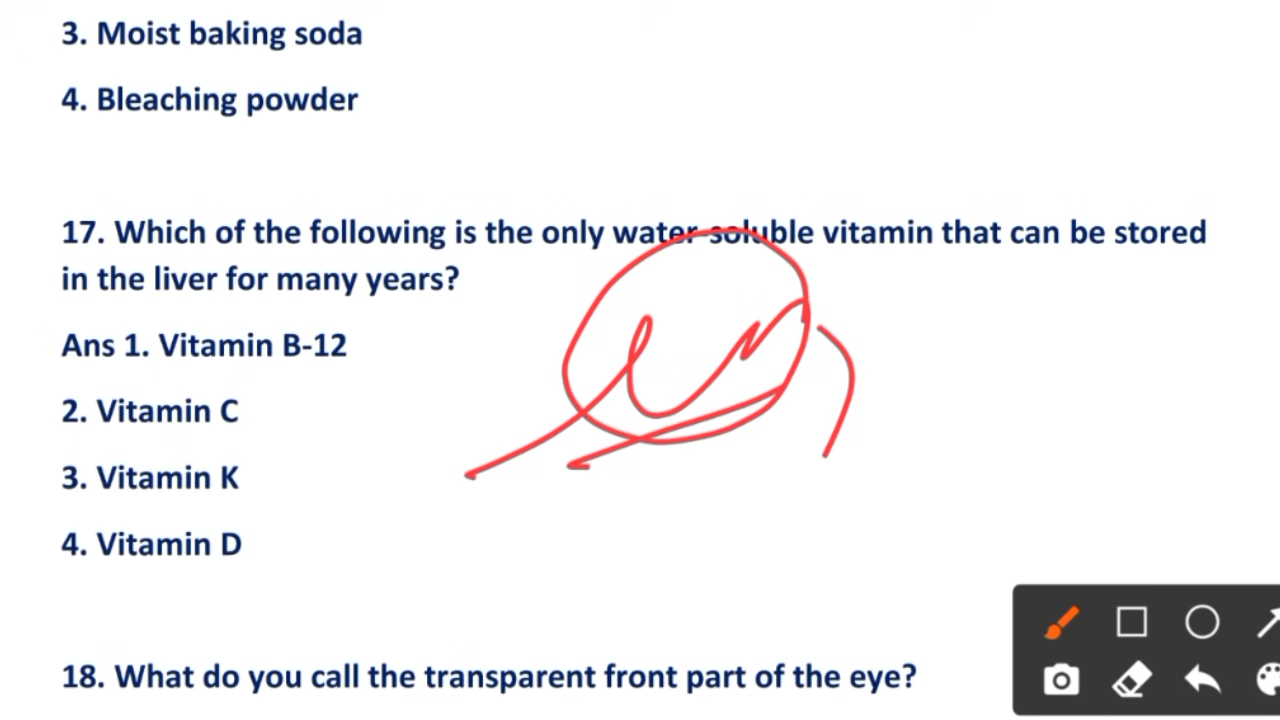 3. Moist baking soda
4. Bleaching powder
17. Which of the following is the only water-soluble vitamin that can be stored
in the liver for many years?
Ans 1. Vitamin B-12
2. Vitamin C
3. Vitamin K
4. Vitamin D
18. What do you call the transparent front part of the eye?